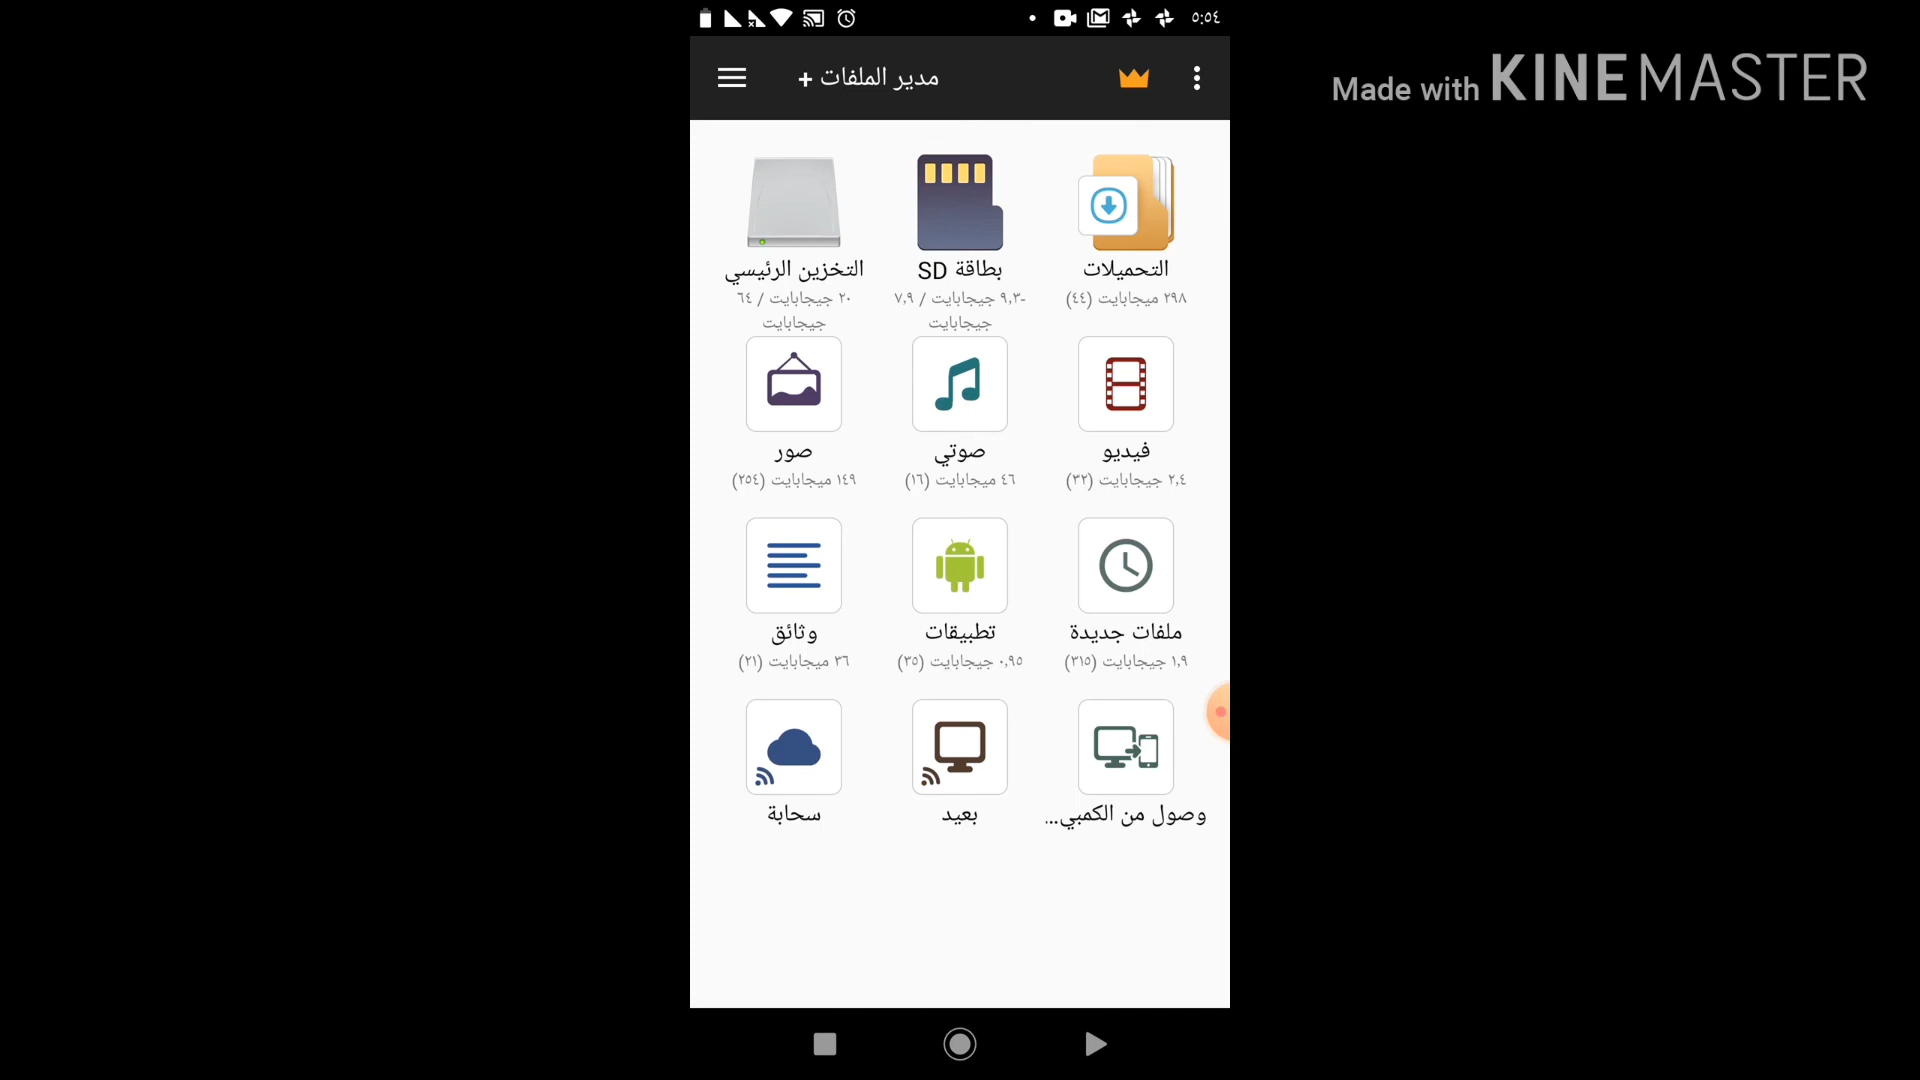 ٥:٥٤
مدير الملفات +
Made with KINEMASTER
التحميلات
٢٩٨ ميجابايت (٤٤)
بطاقة SD
-٩,٣ جيجابايت / ٧,٩
جيجابايت
التخزين الرئيسي
٢٠ جيجابايت / ٦٤
جيجابايت
فيديو
٢,٤ جيجابايت (٣٢)
صوتي
٤٦ ميجابايت (١٦)
صور
١٤٩ ميجابايت (٢٥٤)
ملفات جديدة
١,٩ جيجابايت (٣١٥)
تطبيقات
٠,٩٥ جيجابايت (٣٥)
وثائق
٣٦ ميجابايت (٢١)
وصول من الكمبي...
بعيد
سحابة